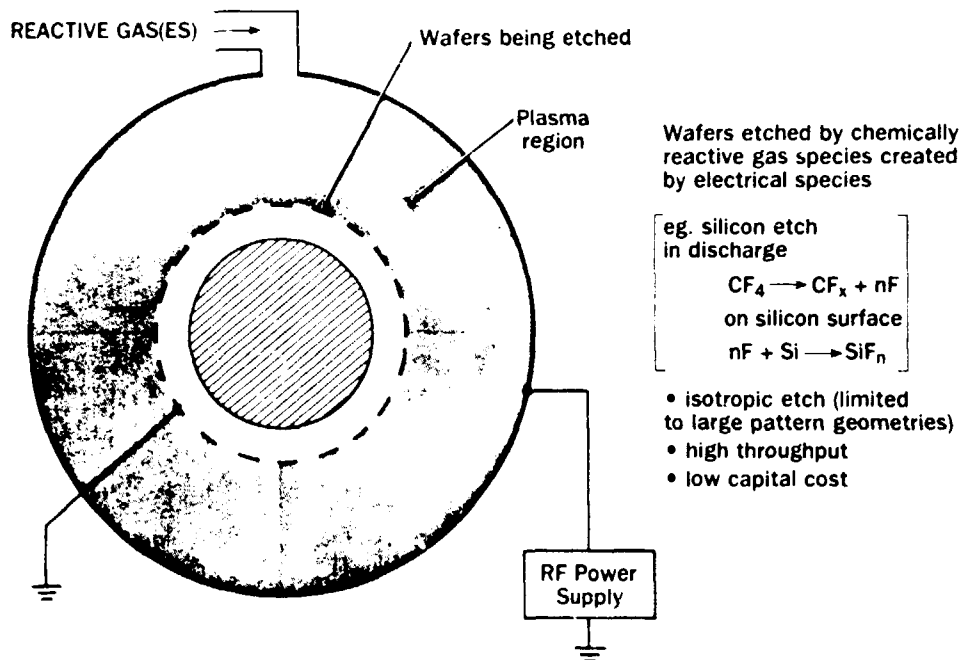 REACTIVE GAS(ES)
Wafers being etched
Plasma
region
Wafers etched by chemically
reactive gas species created
by electrical species
eg. silicon etch
in discharge
CF₄ → CFₓ + nF
on silicon surface
nF + Si → SiFₙ
• isotropic etch (limited
to large pattern geometries)
• high throughput
• low capital cost
RF Power
Supply